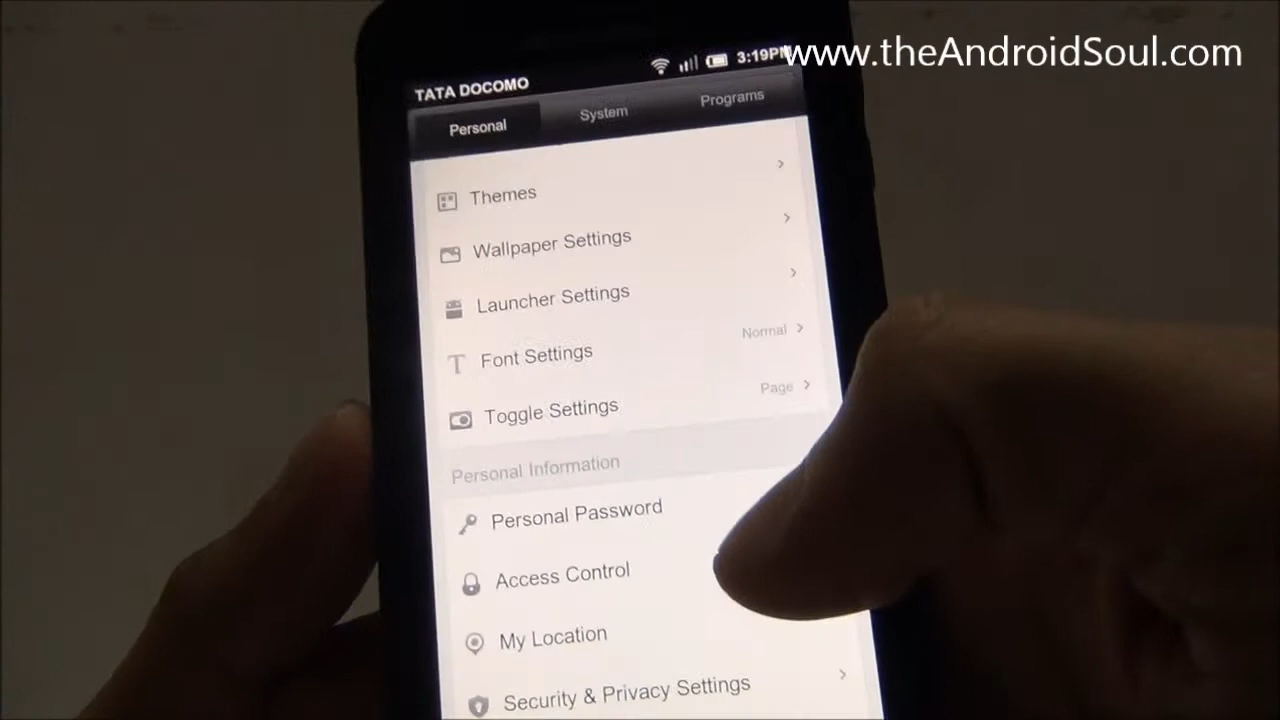 www.theAndroidSoul.com
TATA DOCOMO
3:19PM
Personal
System
Programs
Themes
Wallpaper Settings
Launcher Settings
Font Settings
Normal
Toggle Settings
Page
Personal Information
Personal Password
Access Control
My Location
Security & Privacy Settings